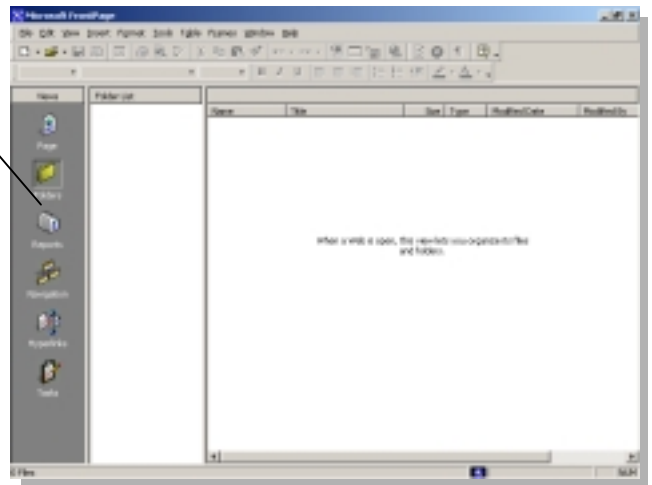 Microsoft FrontPage
File Edit View Insert Format Tools Table Frames Window Help
Views
Folder List
Name Title Size Type Modified Date Modified By
Page
Folders
Reports
Navigation
Hyperlinks
Tasks
When a Web is open, this view lets you organize its files
and folders.
0 Files
NUM